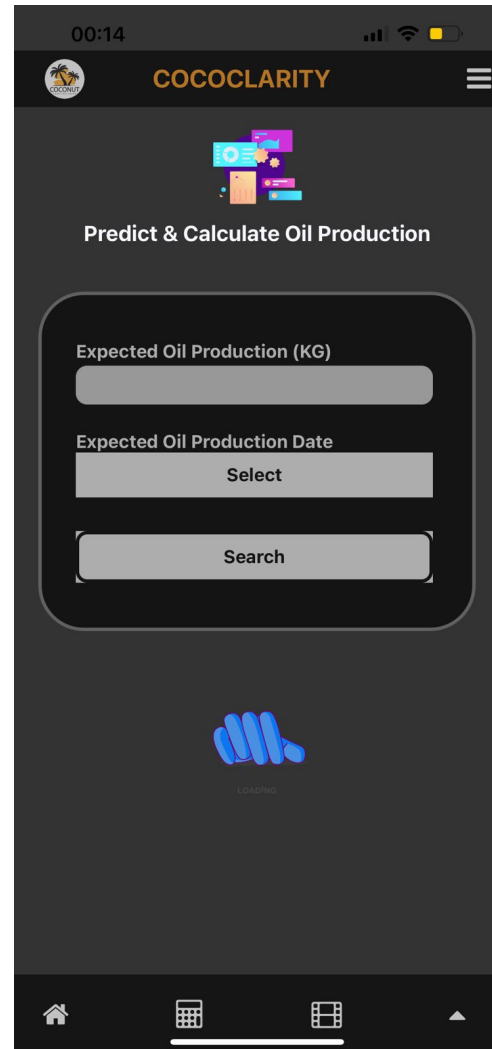 00:14
COCONUT
COCOCLARITY
Predict & Calculate Oil Production
Expected Oil Production (KG)
Expected Oil Production Date
Select
Search
LOADING